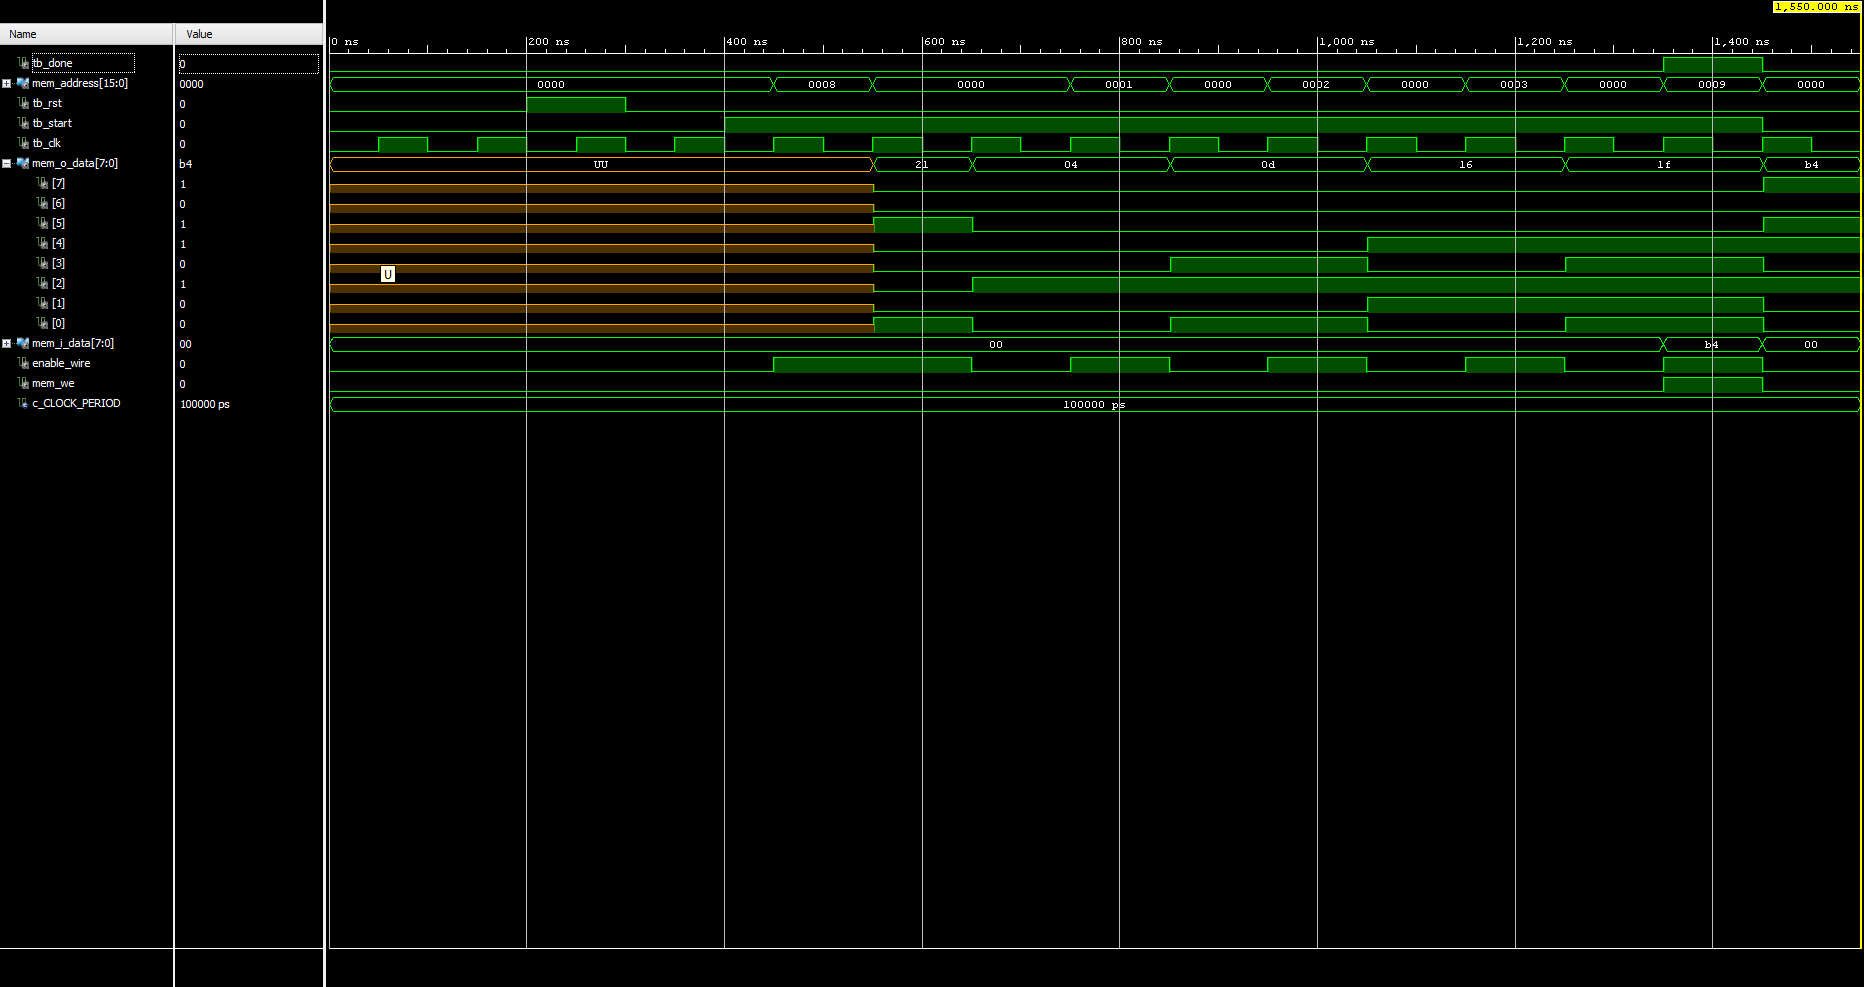 1,550.000 ns
Name Value
0 ns 200 ns 400 ns 600 ns 800 ns 1,000 ns 1,200 ns 1,400 ns
tb_done 0
mem_address[15:0] 0000 0000 0008 0000 0001 0000 0002 0000 0003 0000 0009 0000
tb_rst 0
tb_start 0
tb_clk 0
mem_o_data[7:0] b4 UU 21 04 0d 16 1f b4
[7] 1
[6] 0
[5] 1
[4] 1
[3] 0
U
[2] 1
[1] 0
[0] 0
mem_i_data[7:0] 00 00 b4 00
enable_wire 0
mem_we 0
c_CLOCK_PERIOD 100000 ps 100000 ps